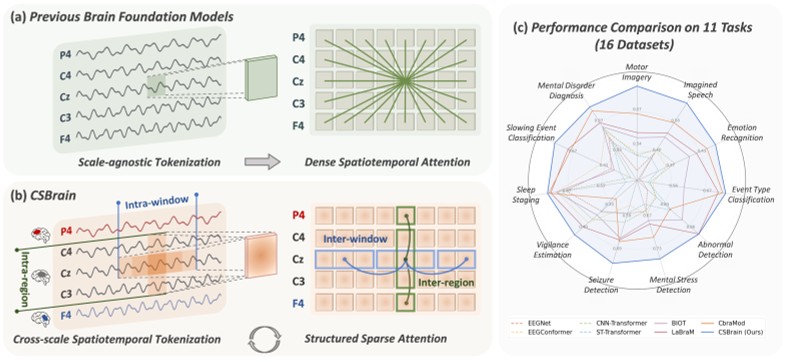 (a) Previous Brain Foundation Models
P4
C4
Cz
C3
F4
P4
C4
Cz
C3
F4
Scale-agnostic Tokenization
Dense Spatiotemporal Attention
(b) CSBrain
Intra-window
Intra-region
P4
C4
Cz
C3
F4
P4
C4
Cz
C3
F4
Inter-window
Inter-region
Cross-scale Spatiotemporal Tokenization
Structured Sparse Attention
(c) Performance Comparison on 11 Tasks
(16 Datasets)
Motor
Imagery
Imagined
Speech
Emotion
Recognition
Event Type
Classification
Abnormal
Detection
Mental Stress
Detection
Seizure
Detection
Vigilance
Estimation
Sleep
Staging
Slowing Event
Classification
Mental Disorder
Diagnosis
EEGNet
EEGConformer
CNN-Transformer
ST-Transformer
BIOT
LaBraM
CbraMod
CSBrain (Ours)